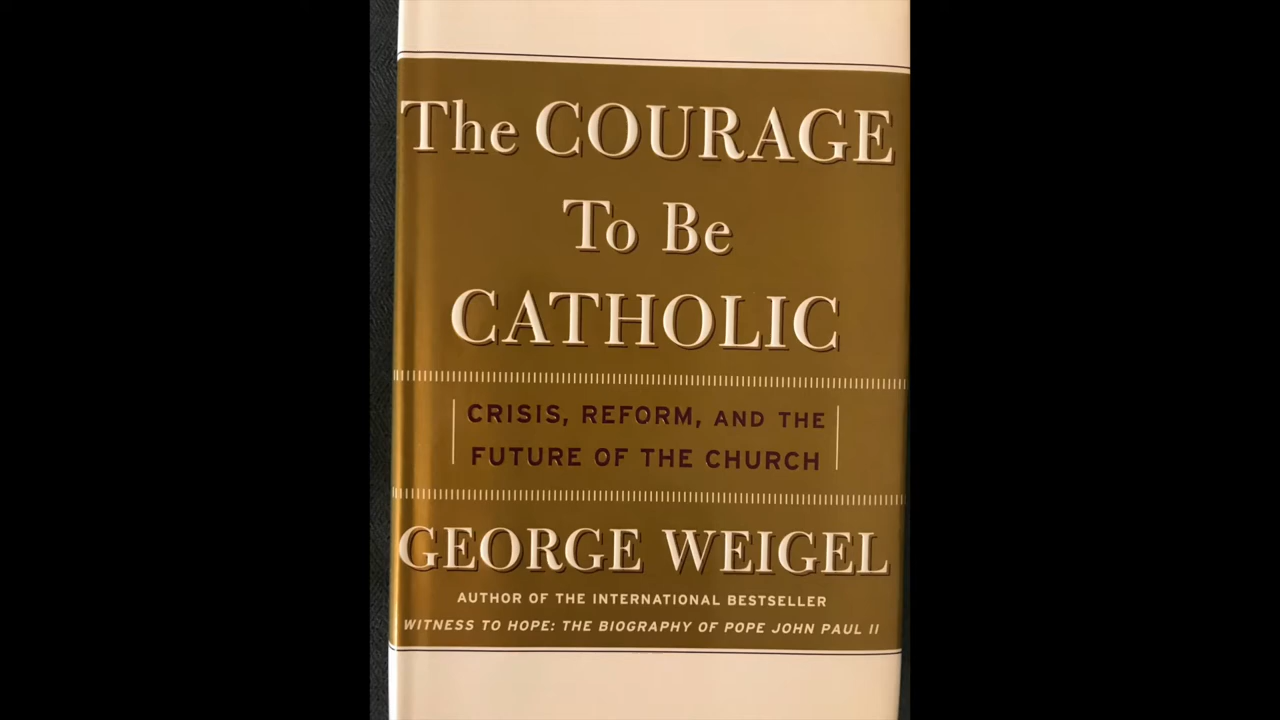 The COURAGE
To Be
CATHOLIC
CRISIS, REFORM, AND THE
FUTURE OF THE CHURCH
GEORGE WEIGEL
AUTHOR OF THE INTERNATIONAL BESTSELLER
WITNESS TO HOPE: THE BIOGRAPHY OF POPE JOHN PAUL II